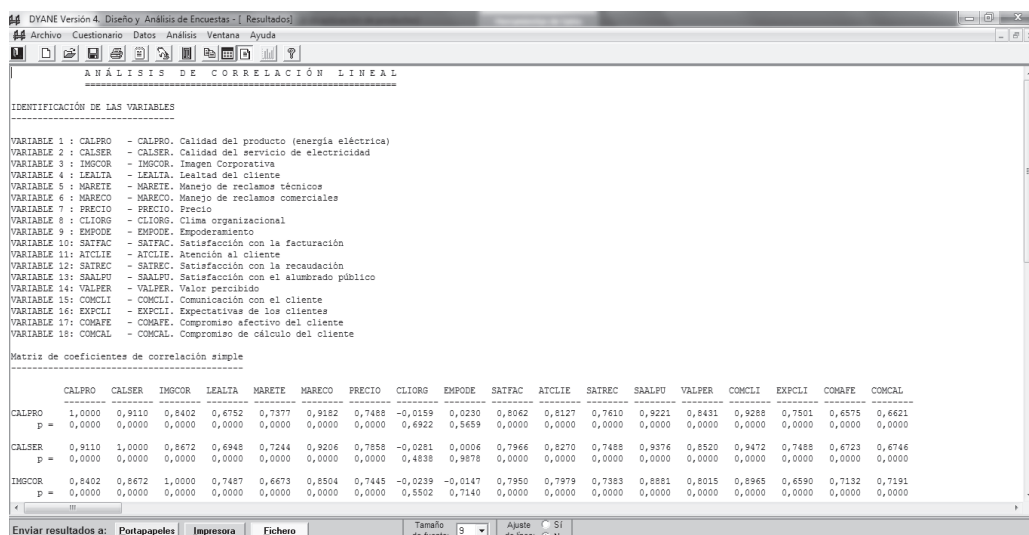 DYANE Versión 4. Diseño y Análisis de Encuestas - [ Resultados]
Archivo Cuestionario Datos Análisis Ventana Ayuda
A N Á L I S I S D E C O R R E L A C I Ó N L I N E A L
IDENTIFICACIÓN DE LAS VARIABLES
VARIABLE 1 : CALPRO - CALPRO. Calidad del producto (energía eléctrica)
VARIABLE 2 : CALSER - CALSER. Calidad del servicio de electricidad
VARIABLE 3 : IMGCOR - IMGCOR. Imagen Corporativa
VARIABLE 4 : LEALTA - LEALTA. Lealtad del cliente
VARIABLE 5 : MARETE - MARETE. Manejo de reclamos técnicos
VARIABLE 6 : MARECO - MARECO. Manejo de reclamos comerciales
VARIABLE 7 : PRECIO - PRECIO. Precio
VARIABLE 8 : CLIORG - CLIORG. Clima organizacional
VARIABLE 9 : EMPODE - EMPODE. Empoderamiento
VARIABLE 10: SATFAC - SATFAC. Satisfacción con la facturación
VARIABLE 11: ATCLIE - ATCLIE. Atención al cliente
VARIABLE 12: SATREC - SATREC. Satisfacción con la recaudación
VARIABLE 13: SAALPU - SAALPU. Satisfacción con el alumbrado público
VARIABLE 14: VALPER - VALPER. Valor percibido
VARIABLE 15: COMCLI - COMCLI. Comunicación con el cliente
VARIABLE 16: EXPCLI - EXPCLI. Expectativas de los clientes
VARIABLE 17: COMAFE - COMAFE. Compromiso afectivo del cliente
VARIABLE 18: COMCAL - COMCAL. Compromiso de cálculo del cliente
Matriz de coeficientes de correlación simple
CALPRO CALSER IMGCOR LEALTA MARETE MARECO PRECIO CLIORG EMPODE SATFAC ATCLIE SATREC SAALPU VALPER COMCLI EXPCLI COMAFE COMCAL
CALPRO 1,0000 0,9110 0,8402 0,6752 0,7377 0,9182 0,7488 -0,0159 0,0230 0,8062 0,8127 0,7610 0,9221 0,8431 0,9288 0,7501 0,6575 0,6621
p = 0,0000 0,0000 0,0000 0,0000 0,0000 0,0000 0,0000 0,6922 0,5659 0,0000 0,0000 0,0000 0,0000 0,0000 0,0000 0,0000 0,0000 0,0000
CALSER 0,9110 1,0000 0,8672 0,6948 0,7244 0,9206 0,7858 -0,0281 0,0006 0,7966 0,8270 0,7488 0,9376 0,8520 0,9472 0,7488 0,6723 0,6746
p = 0,0000 0,0000 0,0000 0,0000 0,0000 0,0000 0,0000 0,4838 0,9878 0,0000 0,0000 0,0000 0,0000 0,0000 0,0000 0,0000 0,0000 0,0000
IMGCOR 0,8402 0,8672 1,0000 0,7487 0,6673 0,8504 0,7445 -0,0239 -0,0147 0,7950 0,7979 0,7383 0,8881 0,8015 0,8965 0,6590 0,7132 0,7191
p = 0,0000 0,0000 0,0000 0,0000 0,0000 0,0000 0,0000 0,5502 0,7140 0,0000 0,0000 0,0000 0,0000 0,0000 0,0000 0,0000 0,0000 0,0000
Enviar resultados a: Portapapeles Impresora Fichero Tamaño 9 Ajuste Sí